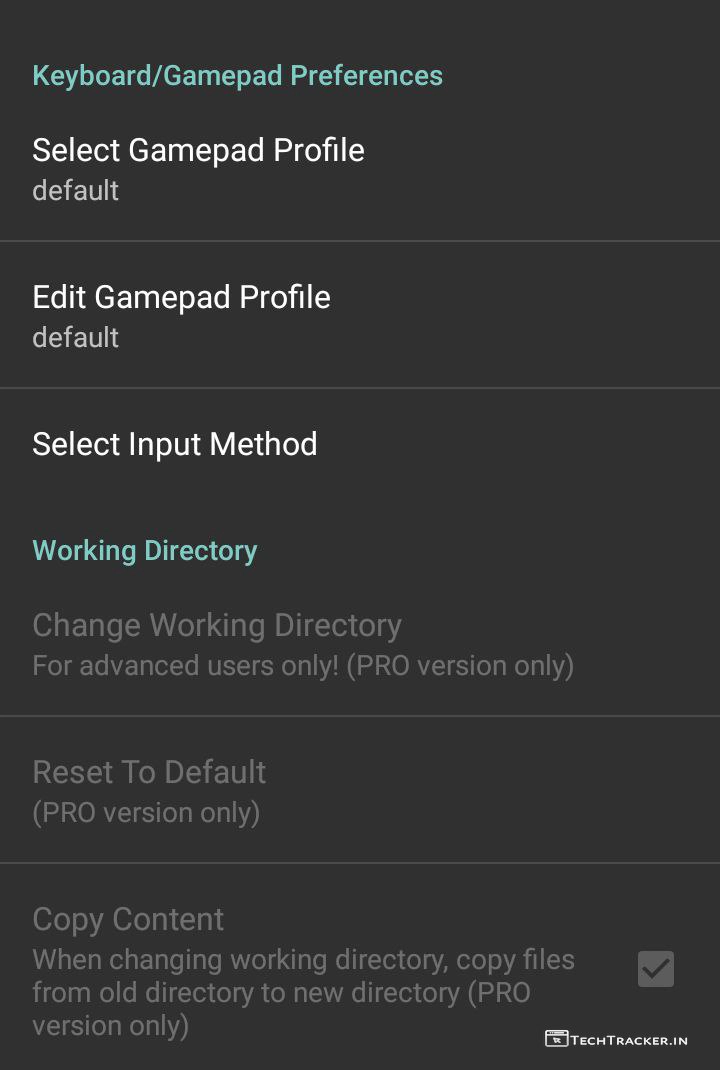 Keyboard/Gamepad Preferences
Select Gamepad Profile
default
Edit Gamepad Profile
default
Select Input Method
Working Directory
Change Working Directory
For advanced users only! (PRO version only)
Reset To Default
(PRO version only)
Copy Content
When changing working directory, copy files
from old directory to new directory (PRO
version only)
TechTracker.in